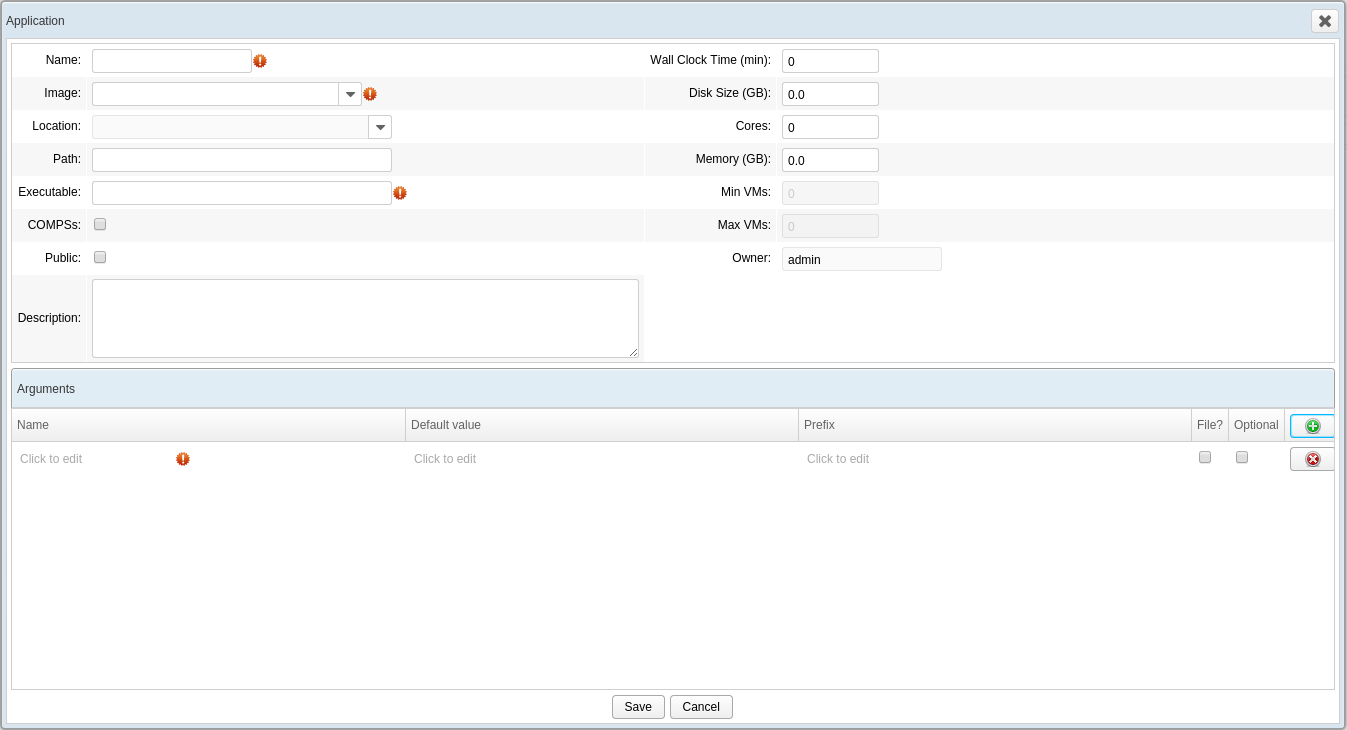 Application
Name:
Wall Clock Time (min): 0
Image:
Disk Size (GB): 0.0
Location:
Cores: 0
Path:
Memory (GB): 0.0
Executable:
Min VMs: 0
COMPSs:
Max VMs: 0
Public:
Owner: admin
Description:
Arguments
Name Default value Prefix File? Optional
Click to edit Click to edit Click to edit
Save Cancel